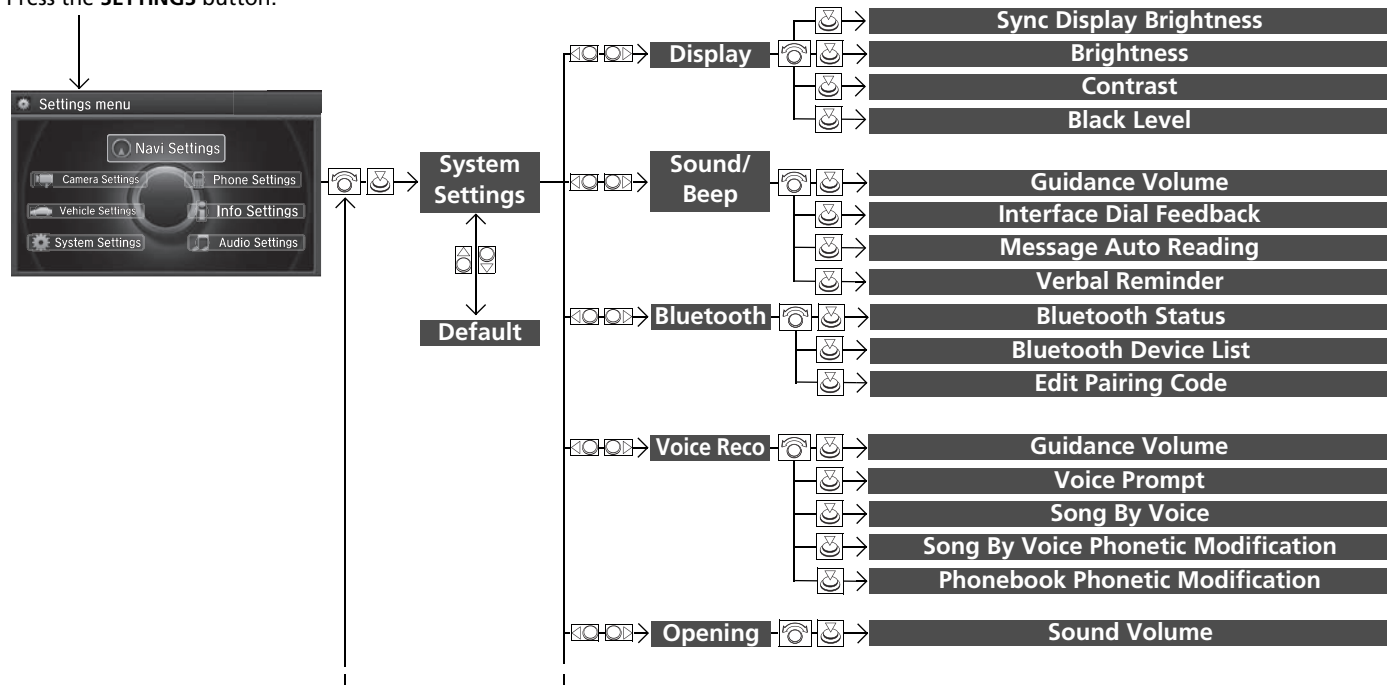 Press the SETTINGS button.
Settings menu
Navi Settings
Camera Settings
Phone Settings
Vehicle Settings
Info Settings
System Settings
Audio Settings
System
Settings
Default
Display
Sync Display Brightness
Brightness
Contrast
Black Level
Sound/
Beep
Guidance Volume
Interface Dial Feedback
Message Auto Reading
Verbal Reminder
Bluetooth
Bluetooth Status
Bluetooth Device List
Edit Pairing Code
Voice Reco
Guidance Volume
Voice Prompt
Song By Voice
Song By Voice Phonetic Modification
Phonebook Phonetic Modification
Opening
Sound Volume